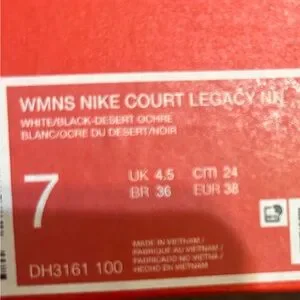 WMNS NIKE COURT LEGACY NN
WHITE/BLACK-DESERT OCHRE
BLANC/OCRE DU DESERT/NOIR
7
UK 4.5 CM 24
BR 36 EUR 38
MADE IN VIETNAM /
FABRIQUE AU VIETNAM /
FABRICADO NO VIETNA /
HECHO EN VIETNAM
DH3161 100